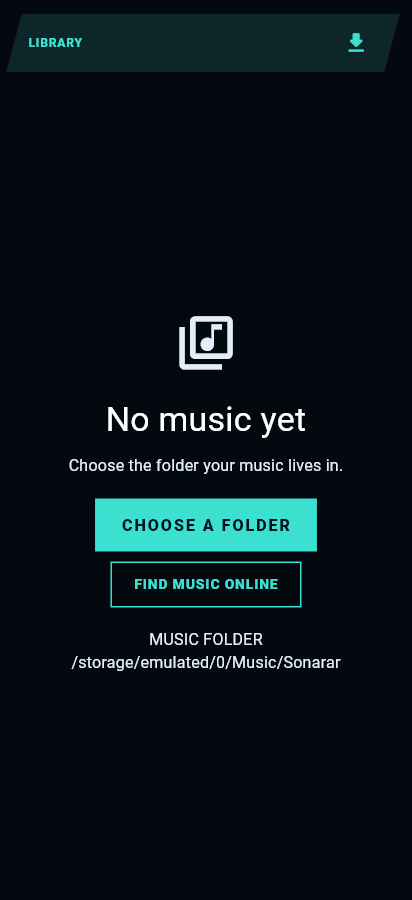 LIBRARY
No music yet
Choose the folder your music lives in.
CHOOSE A FOLDER
FIND MUSIC ONLINE
MUSIC FOLDER
/storage/emulated/0/Music/Sonarar